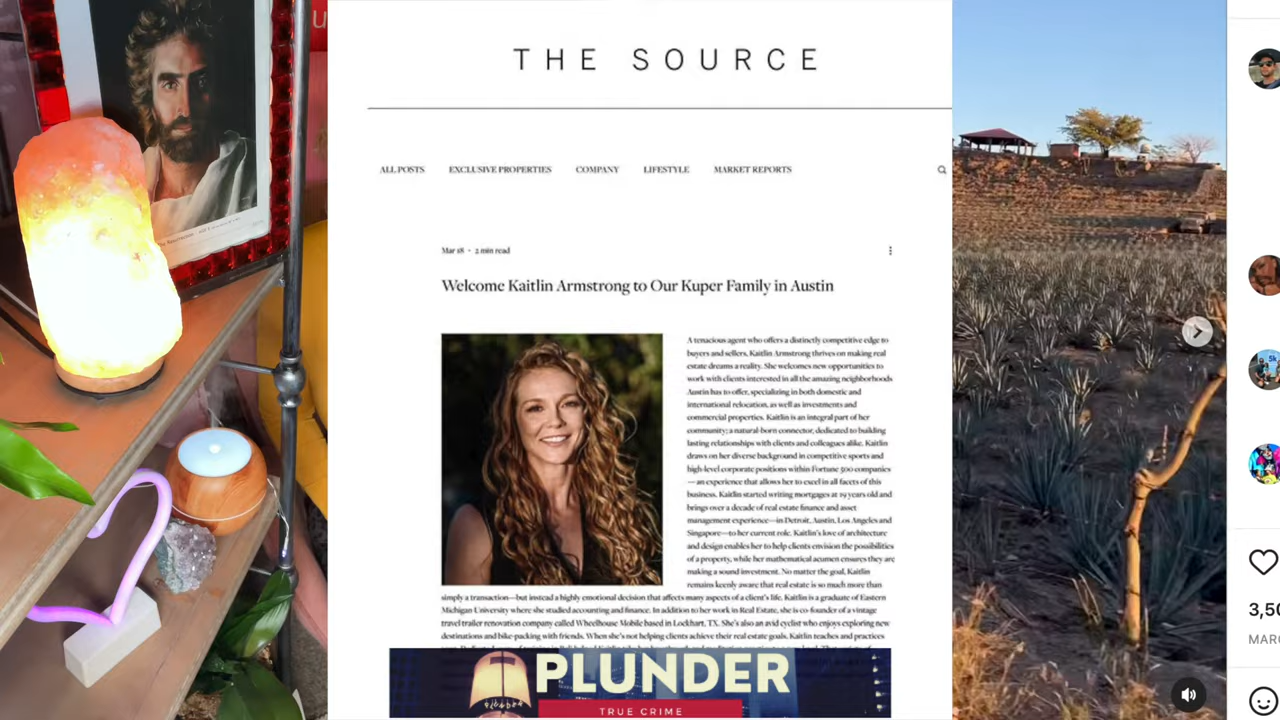 THE SOURCE
ALL POSTS EXCLUSIVE PROPERTIES COMPANY LIFESTYLE MARKET REPORTS
Mar 18 · 2 min read
Welcome Kaitlin Armstrong to Our Kuper Family in Austin
A tenacious agent who offers a distinctly competitive edge to
buyers and sellers, Kaitlin Armstrong thrives on making real
estate dreams a reality. She welcomes new opportunities to
work with clients interested in all the amazing neighborhoods
Austin has to offer, specializing in both domestic and
international relocation, as well as investments and
commercial properties. Kaitlin is an integral part of her
community; a natural-born connector, dedicated to building
lasting relationships with clients and colleagues alike. Kaitlin
draws on her diverse background in competitive sports and
high-level corporate positions within Fortune 500 companies
—an experience that allows her to excel in all facets of this
business. Kaitlin started writing mortgages at 19 years old and
brings over a decade of real estate finance and asset
management experience—in Detroit, Austin, Los Angeles and
Singapore—to her current role. Kaitlin's love of architecture
and design enables her to help clients envision the possibilities
of a property, while her mathematical acumen ensures they are
making a sound investment. No matter the goal, Kaitlin
remains keenly aware that real estate is so much more than
simply a transaction—but instead a highly emotional decision that affects many aspects of a client's life. Kaitlin is a graduate of Eastern
Michigan University where she studied accounting and finance. In addition to her work in Real Estate, she is co-founder of a vintage
travel trailer renovation company called Wheelhouse Mobile based in Lockhart, TX. She's also an avid cyclist who enjoys exploring new
destinations and bike-packing with friends. When she's not helping clients achieve their real estate goals, Kaitlin teaches and practices
PLUNDER
TRUE CRIME
3,50
MARC